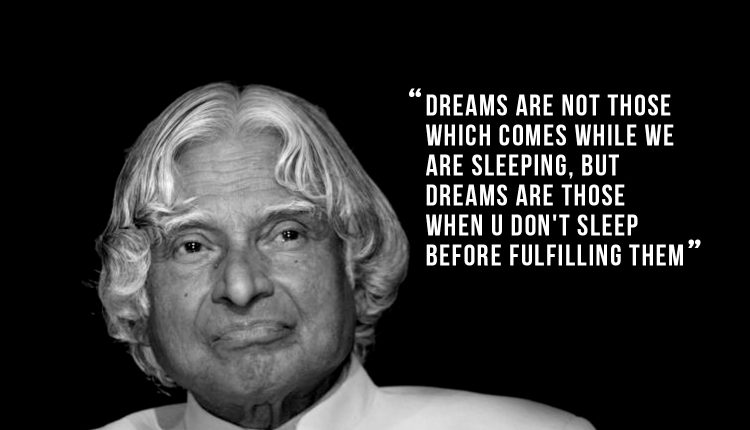 “DREAMS ARE NOT THOSE
WHICH COMES WHILE WE
ARE SLEEPING, BUT
DREAMS ARE THOSE
WHEN U DON'T SLEEP
BEFORE FULFILLING THEM”